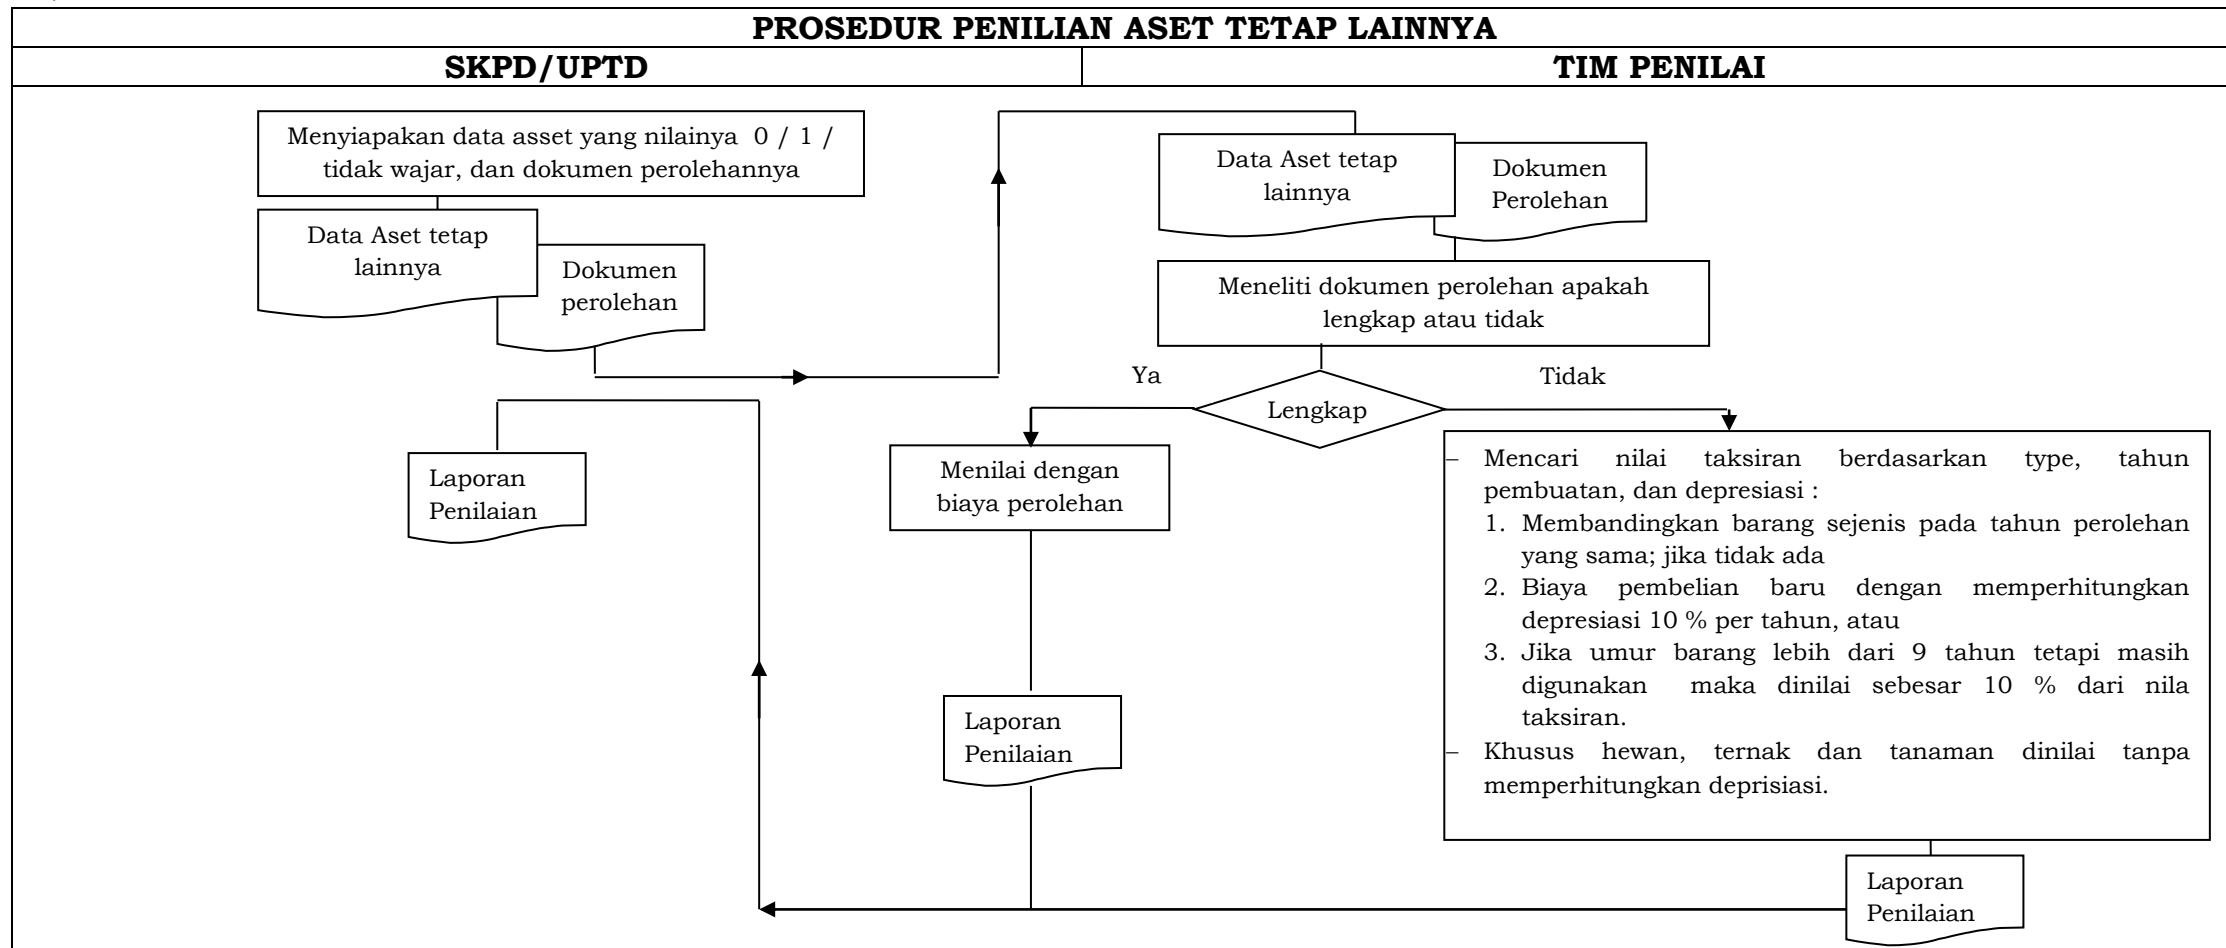 PROSEDUR PENILIAN ASET TETAP LAINNYA
SKPD/UPTD
TIM PENILAI
Menyiapakan data asset yang nilainya 0 / 1 /
tidak wajar, dan dokumen perolehannya
Data Aset tetap
lainnya
Dokumen
perolehan
Data Aset tetap
lainnya
Dokumen
Perolehan
Meneliti dokumen perolehan apakah
lengkap atau tidak
Ya
Tidak
Lengkap
Menilai dengan
biaya perolehan
Laporan
Penilaian
– Mencari nilai taksiran berdasarkan type, tahun
pembuatan, dan depresiasi :
1. Membandingkan barang sejenis pada tahun perolehan
yang sama; jika tidak ada
2. Biaya pembelian baru dengan memperhitungkan
depresiasi 10 % per tahun, atau
3. Jika umur barang lebih dari 9 tahun tetapi masih
digunakan maka dinilai sebesar 10 % dari nila
taksiran.
– Khusus hewan, ternak dan tanaman dinilai tanpa
memperhitungkan deprisiasi.
Laporan
Penilaian
Laporan
Penilaian